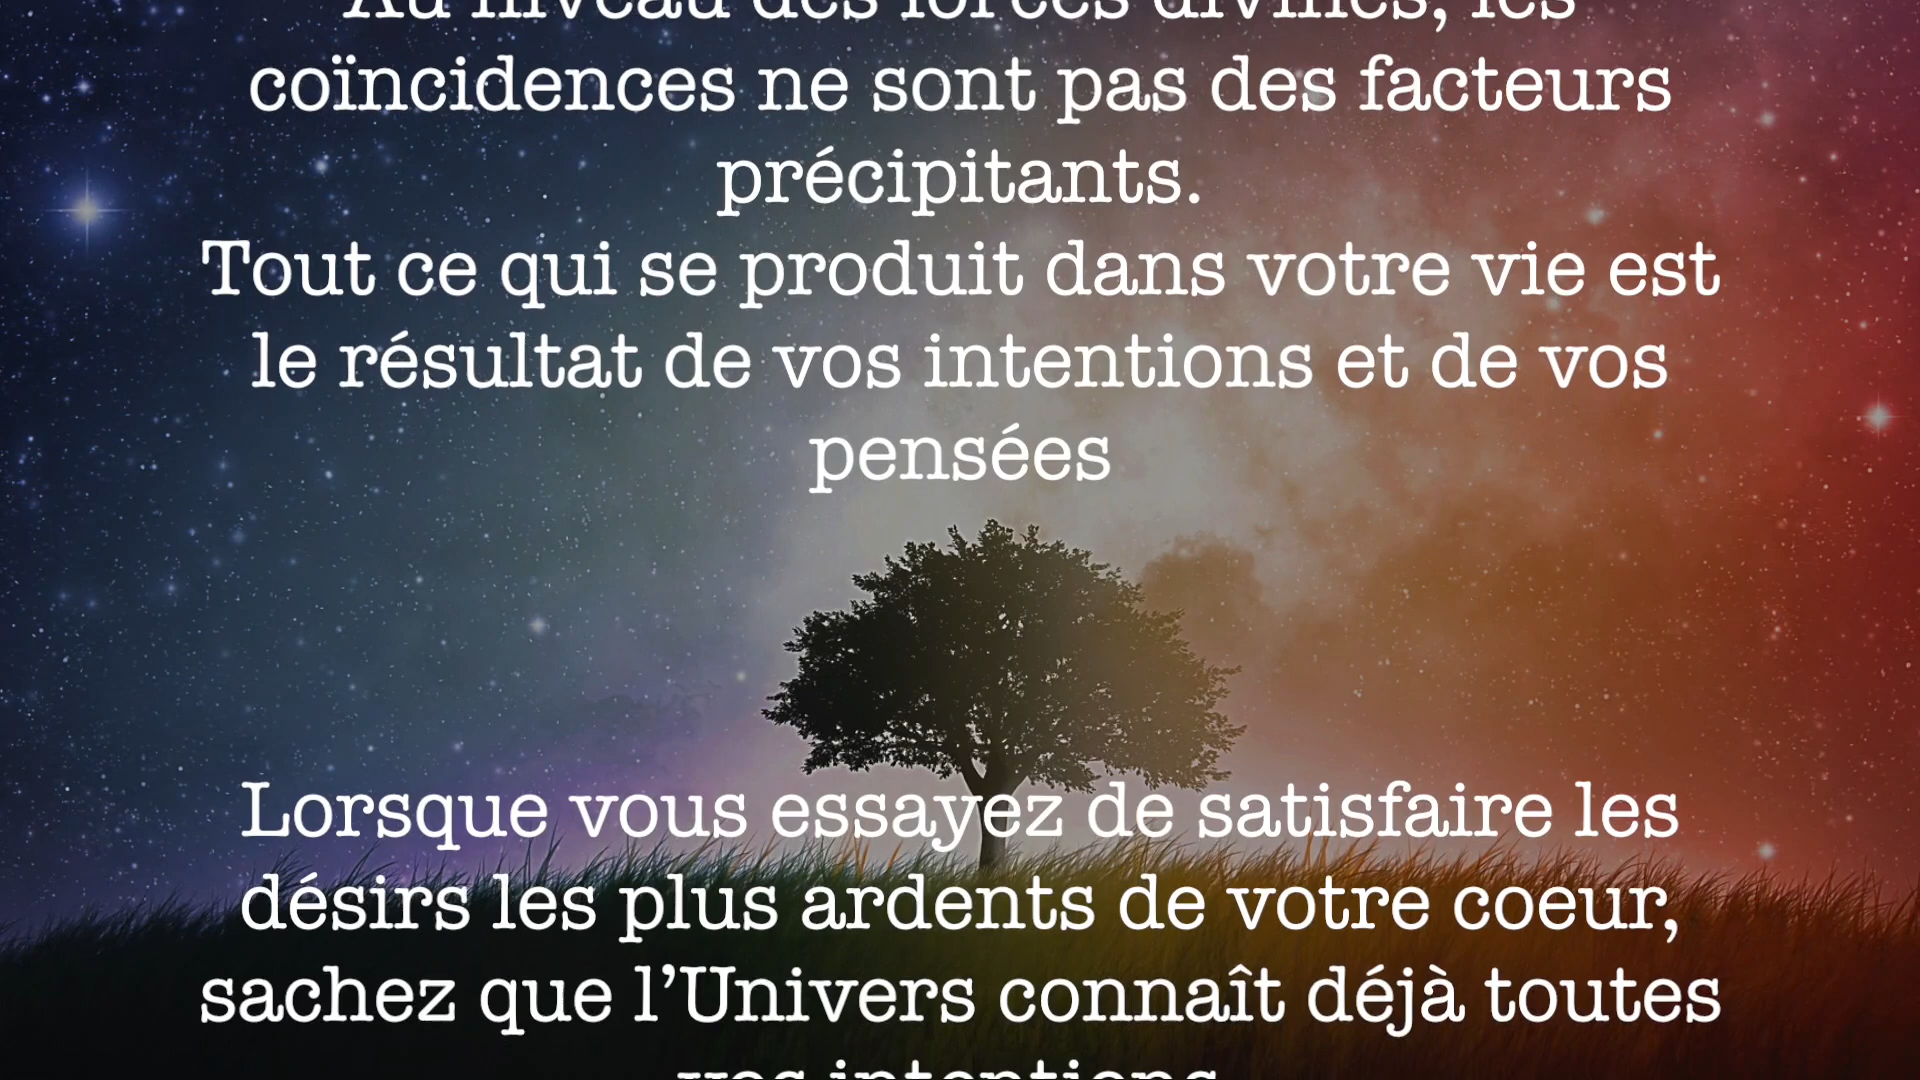 Au niveau des forces divines, les
coïncidences ne sont pas des facteurs
précipitants.
Tout ce qui se produit dans votre vie est
le résultat de vos intentions et de vos
pensées
Lorsque vous essayez de satisfaire les
désirs les plus ardents de votre coeur,
sachez que l’Univers connaît déjà toutes
vos intentions